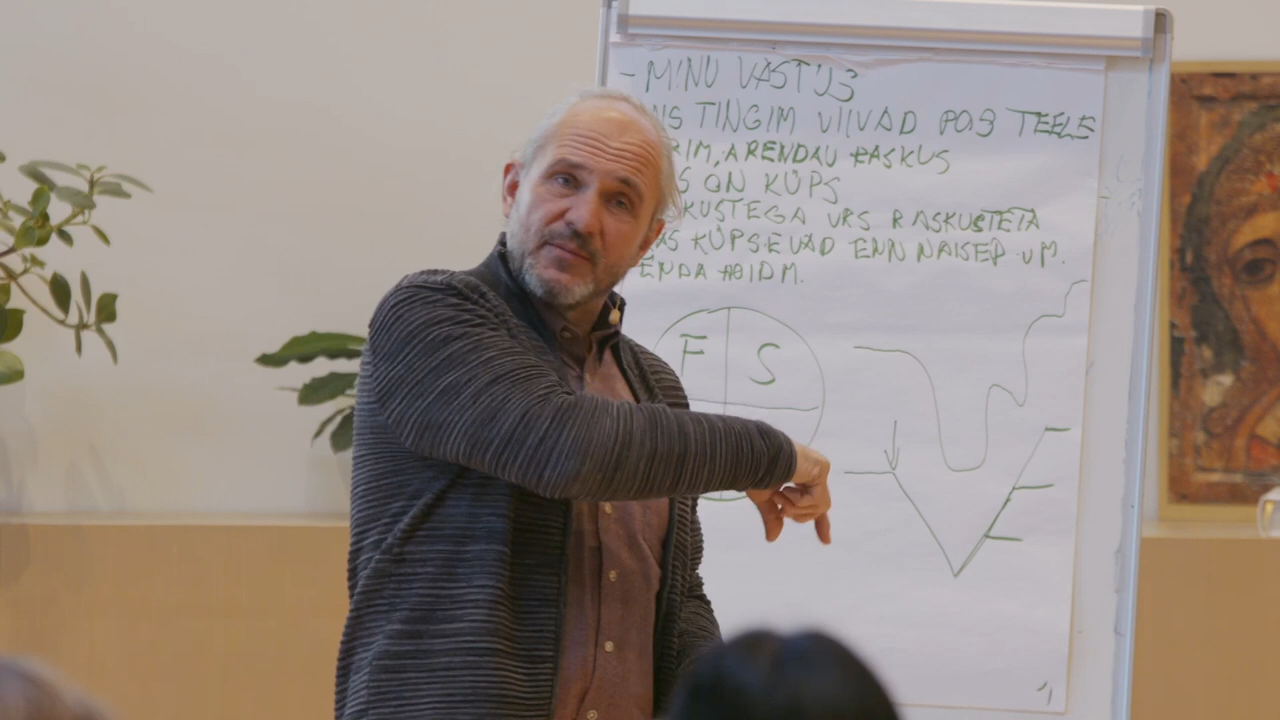 - MINU VASTUS
NS TINGIM VIIVAD POS TEELE
RIM, ARENDAU RASKUS
S ON KÜPS
KUSTEGA VRS RASKUSTETA
AS KÜPSEVAD ENN NAISED UM.
ENDA HOIDM.
F S